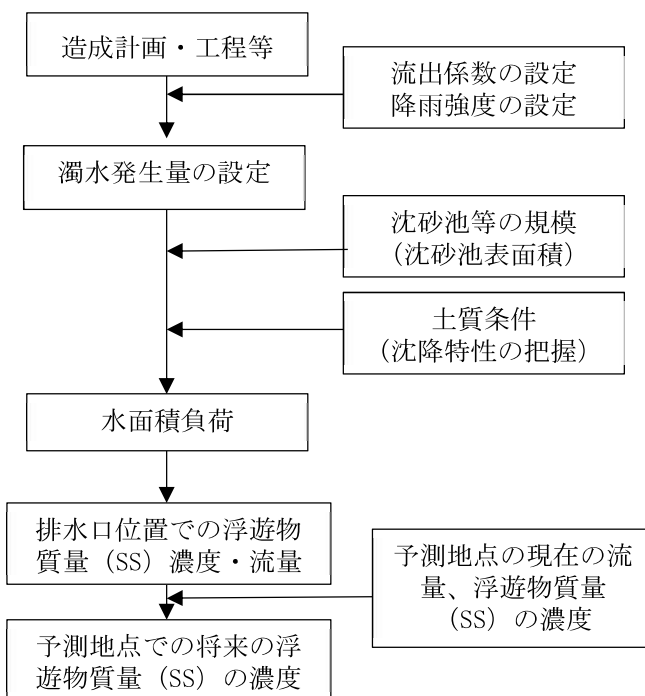 造成計画・工程等
流出係数の設定
降雨強度の設定
濁水発生量の設定
沈砂池等の規模
(沈砂池表面積)
土質条件
(沈降特性の把握)
水面積負荷
排水口位置での浮遊物
質量（SS）濃度・流量
予測地点の現在の流
量、浮遊物質量
（SS）の濃度
予測地点での将来の浮
遊物質量（SS）の濃度